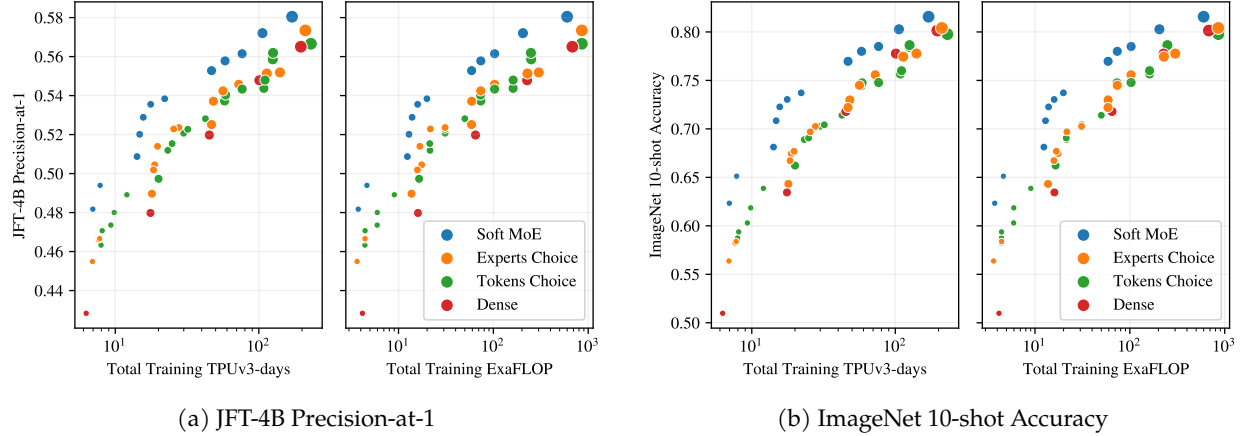 0.58
0.56
0.54
0.52
0.50
0.48
0.46
0.44
JFT-4B Precision-at-1
10¹
10²
Total Training TPUv3-days
10¹
10²
10³
Total Training ExaFLOP
Soft MoE
Experts Choice
Tokens Choice
Dense
(a) JFT-4B Precision-at-1
0.80
0.75
0.70
0.65
0.60
0.55
0.50
ImageNet 10-shot Accuracy
10¹
10²
Total Training TPUv3-days
10¹
10²
10³
Total Training ExaFLOP
Soft MoE
Experts Choice
Tokens Choice
Dense
(b) ImageNet 10-shot Accuracy